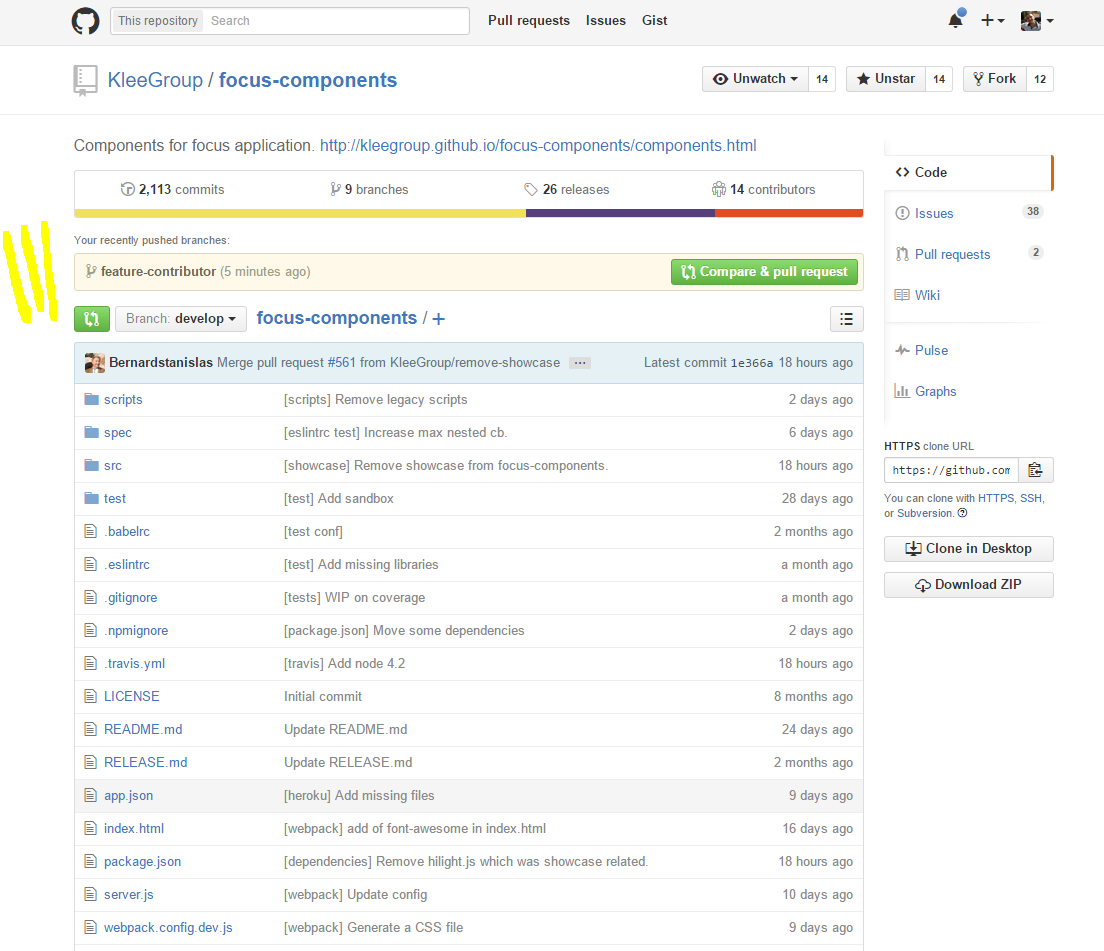 This repository Search Pull requests Issues Gist
KleeGroup / focus-components Unwatch 14 Unstar 14 Fork 12
Components for focus application. http://kleegroup.github.io/focus-components/components.html
2,113 commits 9 branches 26 releases 14 contributors
Your recently pushed branches:
feature-contributor (5 minutes ago) Compare & pull request
Branch: develop focus-components / +
Bernardstanislas Merge pull request #561 from KleeGroup/remove-showcase ... Latest commit 1e366a 18 hours ago
scripts [scripts] Remove legacy scripts 2 days ago
spec [eslintrc test] Increase max nested cb. 6 days ago
src [showcase] Remove showcase from focus-components. 18 hours ago
test [test] Add sandbox 28 days ago
.babelrc [test conf] 2 months ago
.eslintrc [test] Add missing libraries a month ago
.gitignore [tests] WIP on coverage a month ago
.npmignore [package.json] Move some dependencies 2 days ago
.travis.yml [travis] Add node 4.2 18 hours ago
LICENSE Initial commit 8 months ago
README.md Update README.md 24 days ago
RELEASE.md Update RELEASE.md 2 months ago
app.json [heroku] Add missing files 9 days ago
index.html [webpack] add of font-awesome in index.html 16 days ago
package.json [dependencies] Remove hilight.js which was showcase related. 18 hours ago
server.js [webpack] Update config 10 days ago
webpack.config.dev.js [webpack] Generate a CSS file 9 days ago
Code
Issues 38
Pull requests 2
Wiki
Pulse
Graphs
HTTPS clone URL
https://github.com
You can clone with HTTPS, SSH,
or Subversion.
Clone in Desktop
Download ZIP